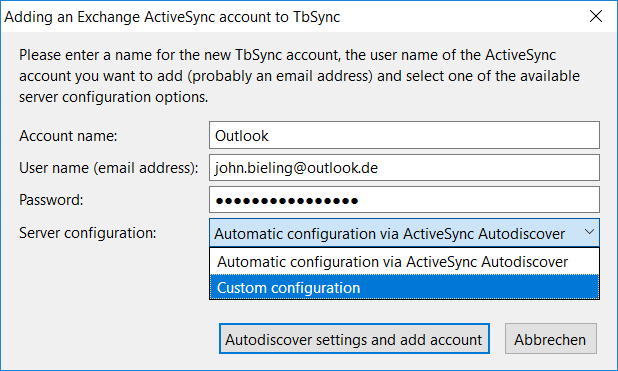 Adding an Exchange ActiveSync account to TbSync
Please enter a name for the new TbSync account, the user name of the ActiveSync
account you want to add (probably an email address) and select one of the available
server configuration options.
Account name: Outlook
User name (email address): john.bieling@outlook.de
Password: ●●●●●●●●●●●●●●●●
Server configuration: Automatic configuration via ActiveSync Autodiscover
Automatic configuration via ActiveSync Autodiscover
Custom configuration
Autodiscover settings and add account Abbrechen